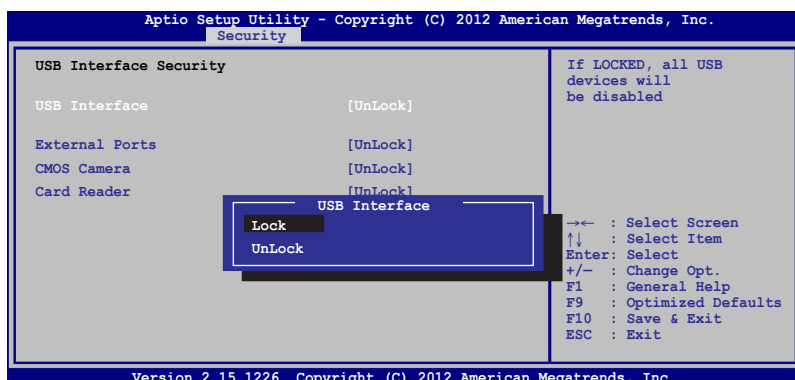 Aptio Setup Utility - Copyright (C) 2012 American Megatrends, Inc.
Security
USB Interface Security
USB Interface [UnLock]
External Ports [UnLock]
CMOS Camera [UnLock]
Card Reader [UnLock]
USB Interface
Lock
UnLock
If LOCKED, all USB
devices will
be disabled
→← : Select Screen
↑↓ : Select Item
Enter: Select
+/— : Change Opt.
F1 : General Help
F9 : Optimized Defaults
F10 : Save & Exit
ESC : Exit
Version 2.15.1226. Copyright (C) 2012 American Megatrends, Inc.